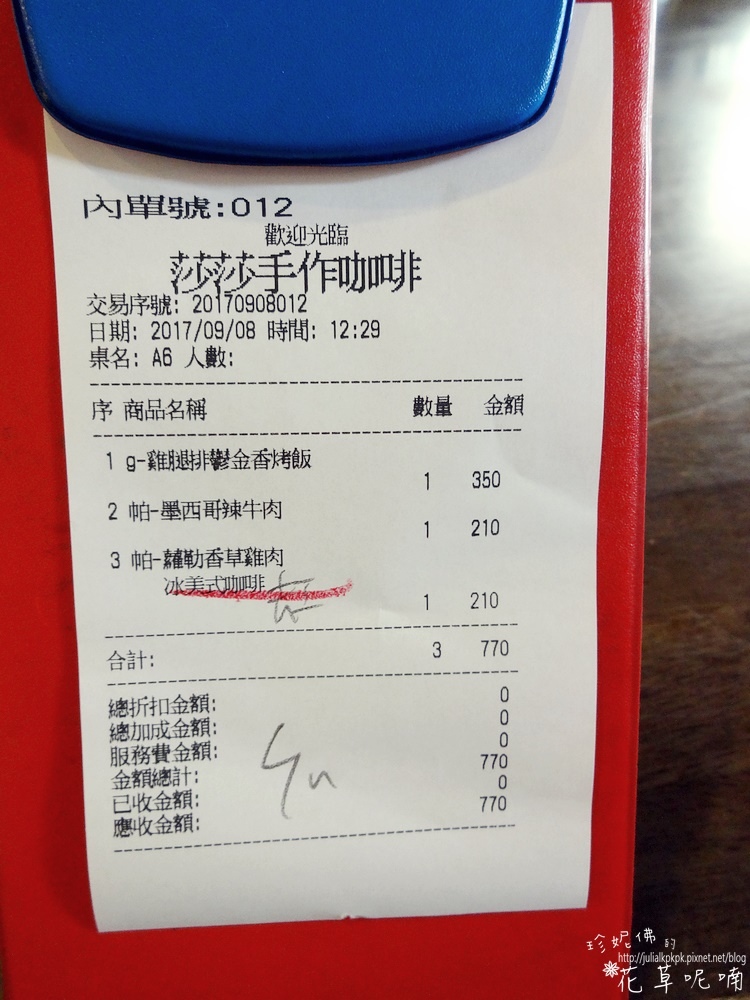 內單號:012
歡迎光臨
莎莎手作咖啡
交易序號: 20170908012
日期: 2017/09/08 時間: 12:29
桌名: A6 人數:
序 商品名稱 數量 金額
1 g-雞腿排鬱金香烤飯
1 350
2 帕-墨西哥辣牛肉
1 210
3 帕-蘿勒香草雞肉
冰美式咖啡
1 210
合計: 3 770
總折扣金額: 0
總加成金額: 0
服務費金額: 0
金額總計: 770
已收金額: 0
應收金額: 770
珍妮佛的
http://julialkpkpk.pixnet.net/blog
花草呢喃